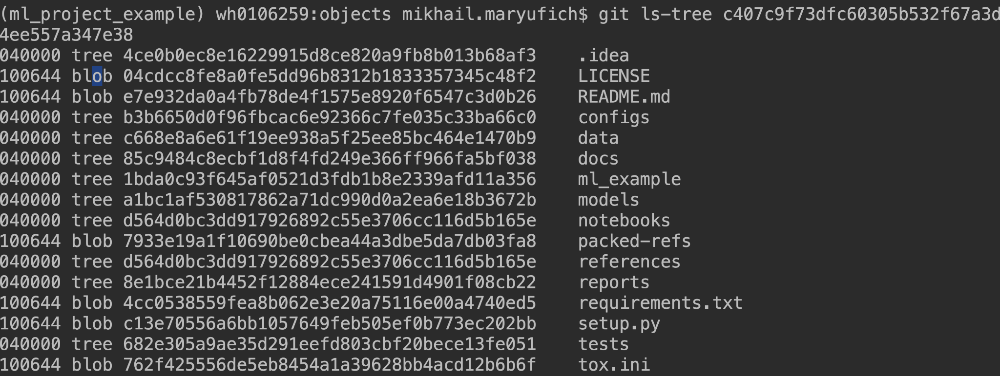 (ml_project_example) wh0106259:objects mikhail.maryufich$ git ls-tree c407c9f73dfc60305b532f67a3d
4ee557a347e38
040000 tree 4ce0b0ec8e16229915d8ce820a9fb8b013b68af3    .idea
100644 blob 04cdcc8fe8a0fe5dd96b8312b1833357345c48f2    LICENSE
100644 blob e7e932da0a4fb78de4f1575e8920f6547c3d0b26    README.md
040000 tree b3b6650d0f96fbcac6e92366c7fe035c33ba66c0    configs
040000 tree c668e8a6e61f19ee938a5f25ee85bc464e1470b9    data
040000 tree 85c9484c8ecbf1d8f4fd249e366ff966fa5bf038    docs
040000 tree 1bda0c93f645af0521d3fdb1b8e2339afd11a356    ml_example
040000 tree a1bc1af530817862a71dc990d0a2ea6e18b3672b    models
040000 tree d564d0bc3dd917926892c55e3706cc116d5b165e    notebooks
100644 blob 7933e19a1f10690be0cbea44a3dbe5da7db03fa8    packed-refs
040000 tree d564d0bc3dd917926892c55e3706cc116d5b165e    references
040000 tree 8e1bce21b4452f12884ece241591d4901f08cb22    reports
100644 blob 4cc0538559fea8b062e3e20a75116e00a4740ed5    requirements.txt
100644 blob c13e70556a6bb1057649feb505ef0b773ec202bb    setup.py
040000 tree 682e305a9ae35d291eefd803cbf20bece13fe051    tests
100644 blob 762f425556de5eb8454a1a39628bb4acd12b6b6f    tox.ini